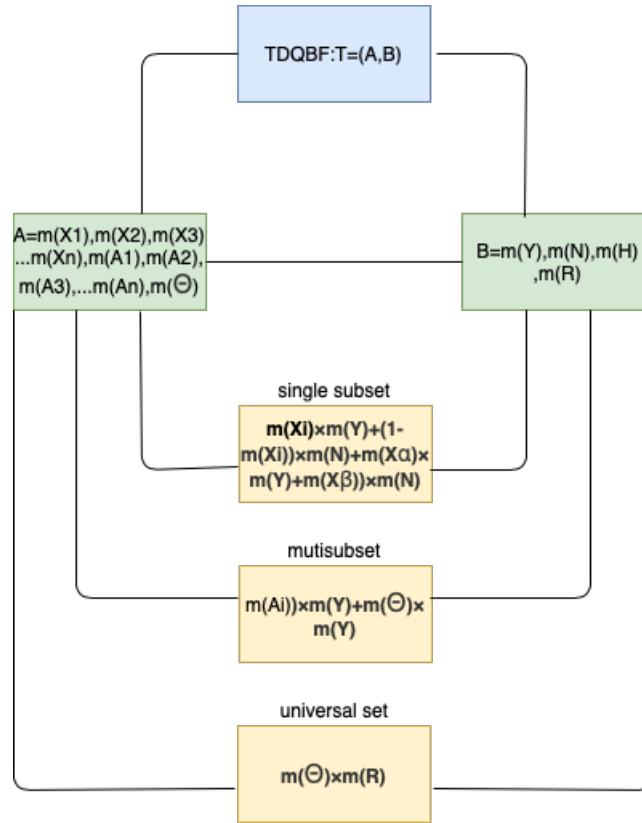 TDQBF:T=(A,B)
A=m(X1),m(X2),m(X3)
...m(Xn),m(A1),m(A2),
m(A3),...m(An),m(Θ)
B=m(Y),m(N),m(H)
,m(R)
single subset
m(Xi)×m(Y)+(1-
m(Xi))×m(N)+m(Xα)×
m(Y)+m(Xβ))×m(N)
mutisubset
m(Ai))×m(Y)+m(Θ)×
m(Y)
universal set
m(Θ)×m(R)